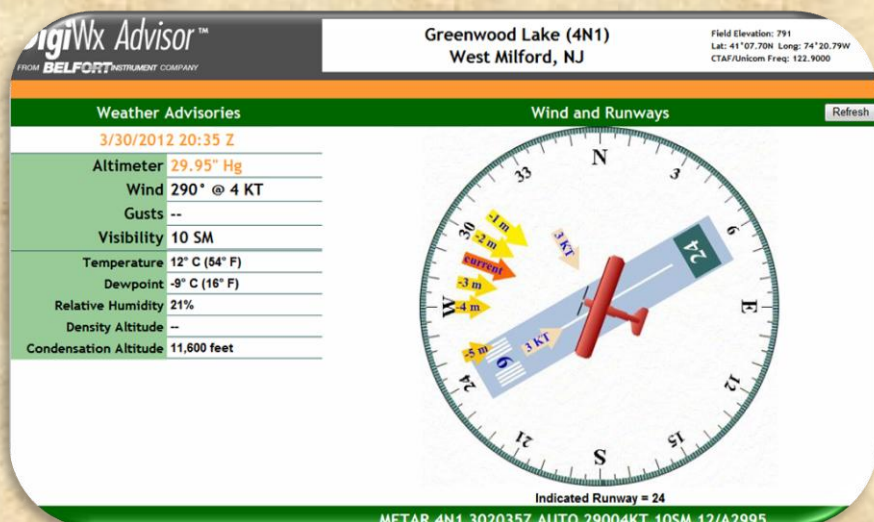 DigiWx Advisor™
FROM BELFORT INSTRUMENT COMPANY
Greenwood Lake (4N1)
West Milford, NJ
Field Elevation: 791
Lat: 41°07.70N Long: 74°20.79W
CTAF/Unicom Freq: 122.9000
Weather Advisories
Wind and Runways
Refresh
3/30/2012 20:35 Z
Altimeter 29.95" Hg
Wind 290° @ 4 KT
Gusts --
Visibility 10 SM
Temperature 12° C (54° F)
Dewpoint -9° C (16° F)
Relative Humidity 21%
Density Altitude --
Condensation Altitude 11,600 feet
N
3
6
E
12
15
S
21
24
W
30
33
-1 m
-2 m
current
-3 m
-4 m
-5 m
3 KT
3 KT
24
6
Indicated Runway = 24
METAR 4N1 302035Z AUTO 29004KT 10SM 12/A2995